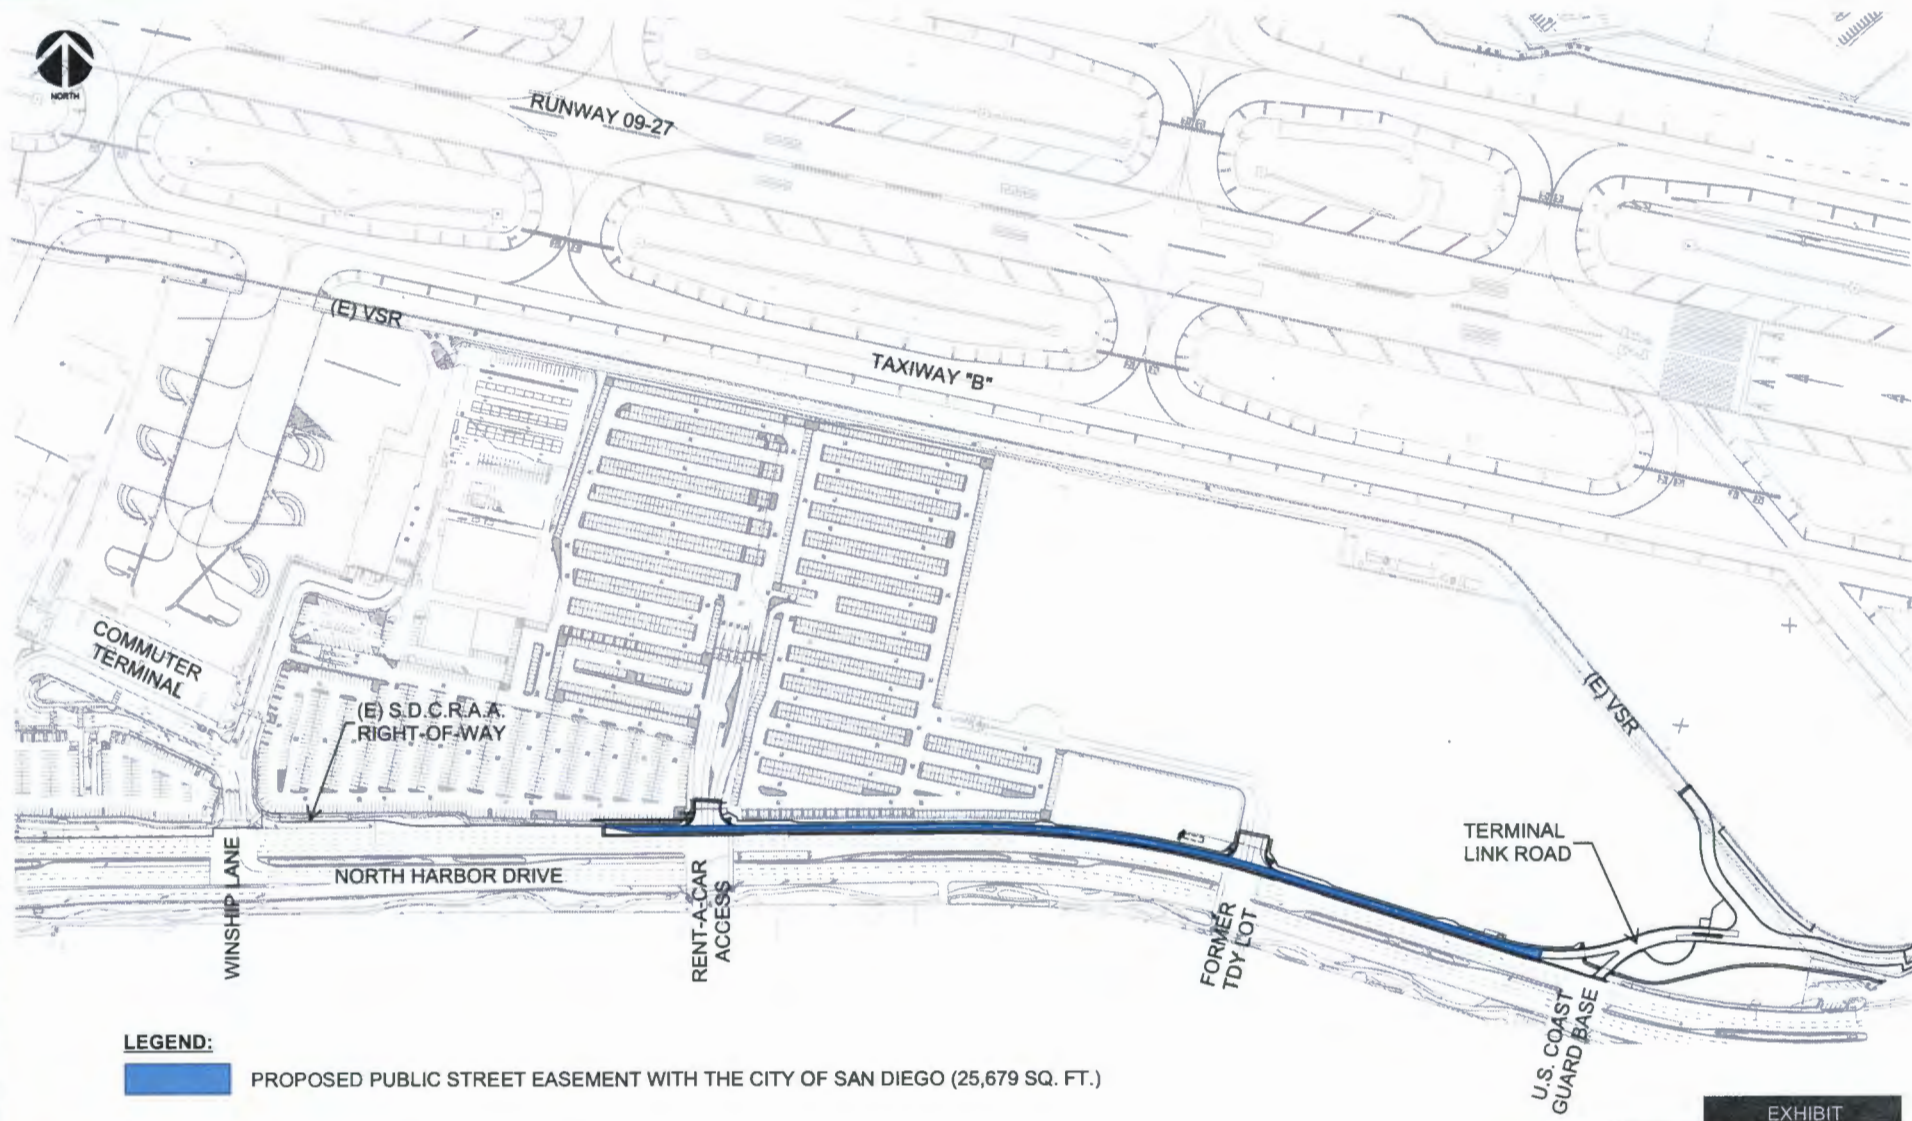 NORTH
RUNWAY 09-27
(E) VSR
TAXIWAY "B"
COMMUTER
TERMINAL
(E) S.D.C.R.A.A.
RIGHT-OF-WAY
(E) VSR
TERMINAL
LINK ROAD
NORTH HARBOR DRIVE
WINSHIP LANE
RENT-A-CAR
ACCESS
FORMER
TDY LOT
U.S. COAST
GUARD BASE
LEGEND:
PROPOSED PUBLIC STREET EASEMENT WITH THE CITY OF SAN DIEGO (25,679 SQ. FT.)
EXHIBIT